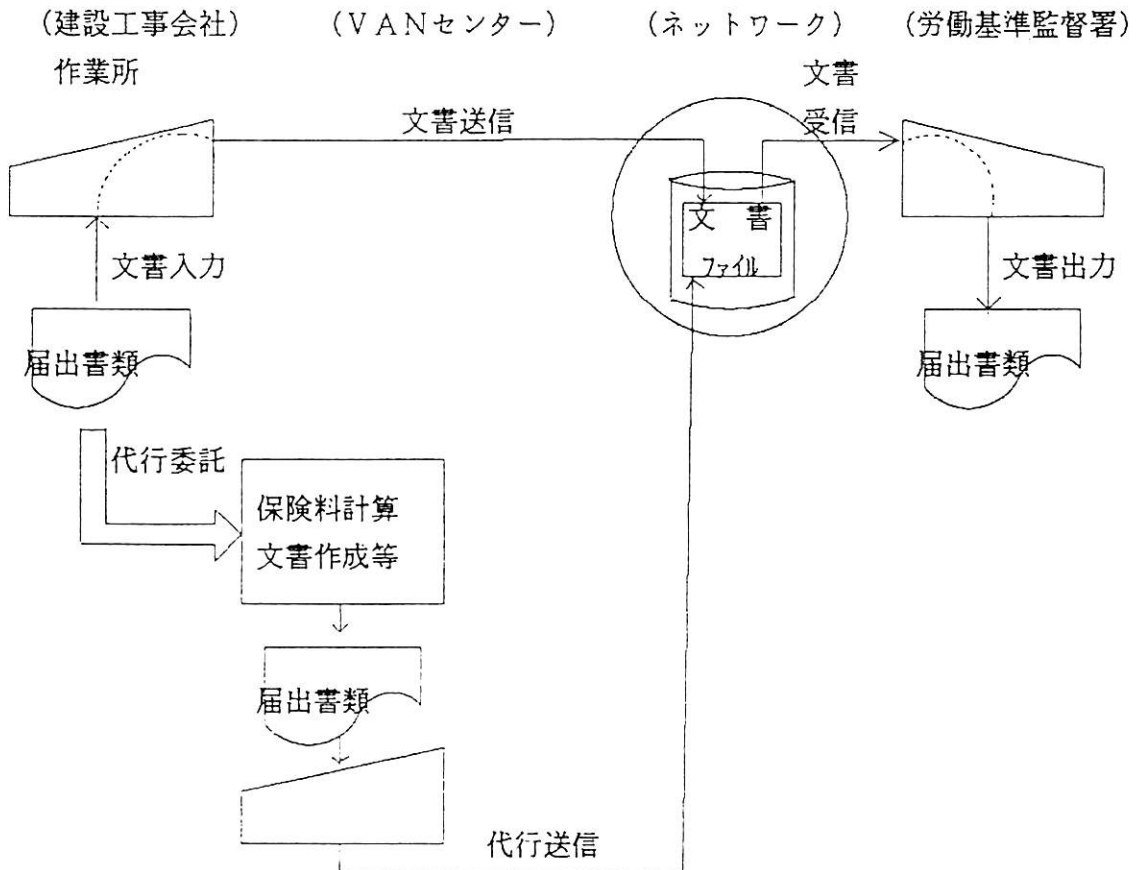 (建設工事会社)
(VANセンター)
(ネットワーク)
(労働基準監督署)
作業所
文書送信
文書
受信
文 書
ファイル
文書入力
文書出力
届出書類
届出書類
代行委託
保険料計算
文書作成等
届出書類
代行送信